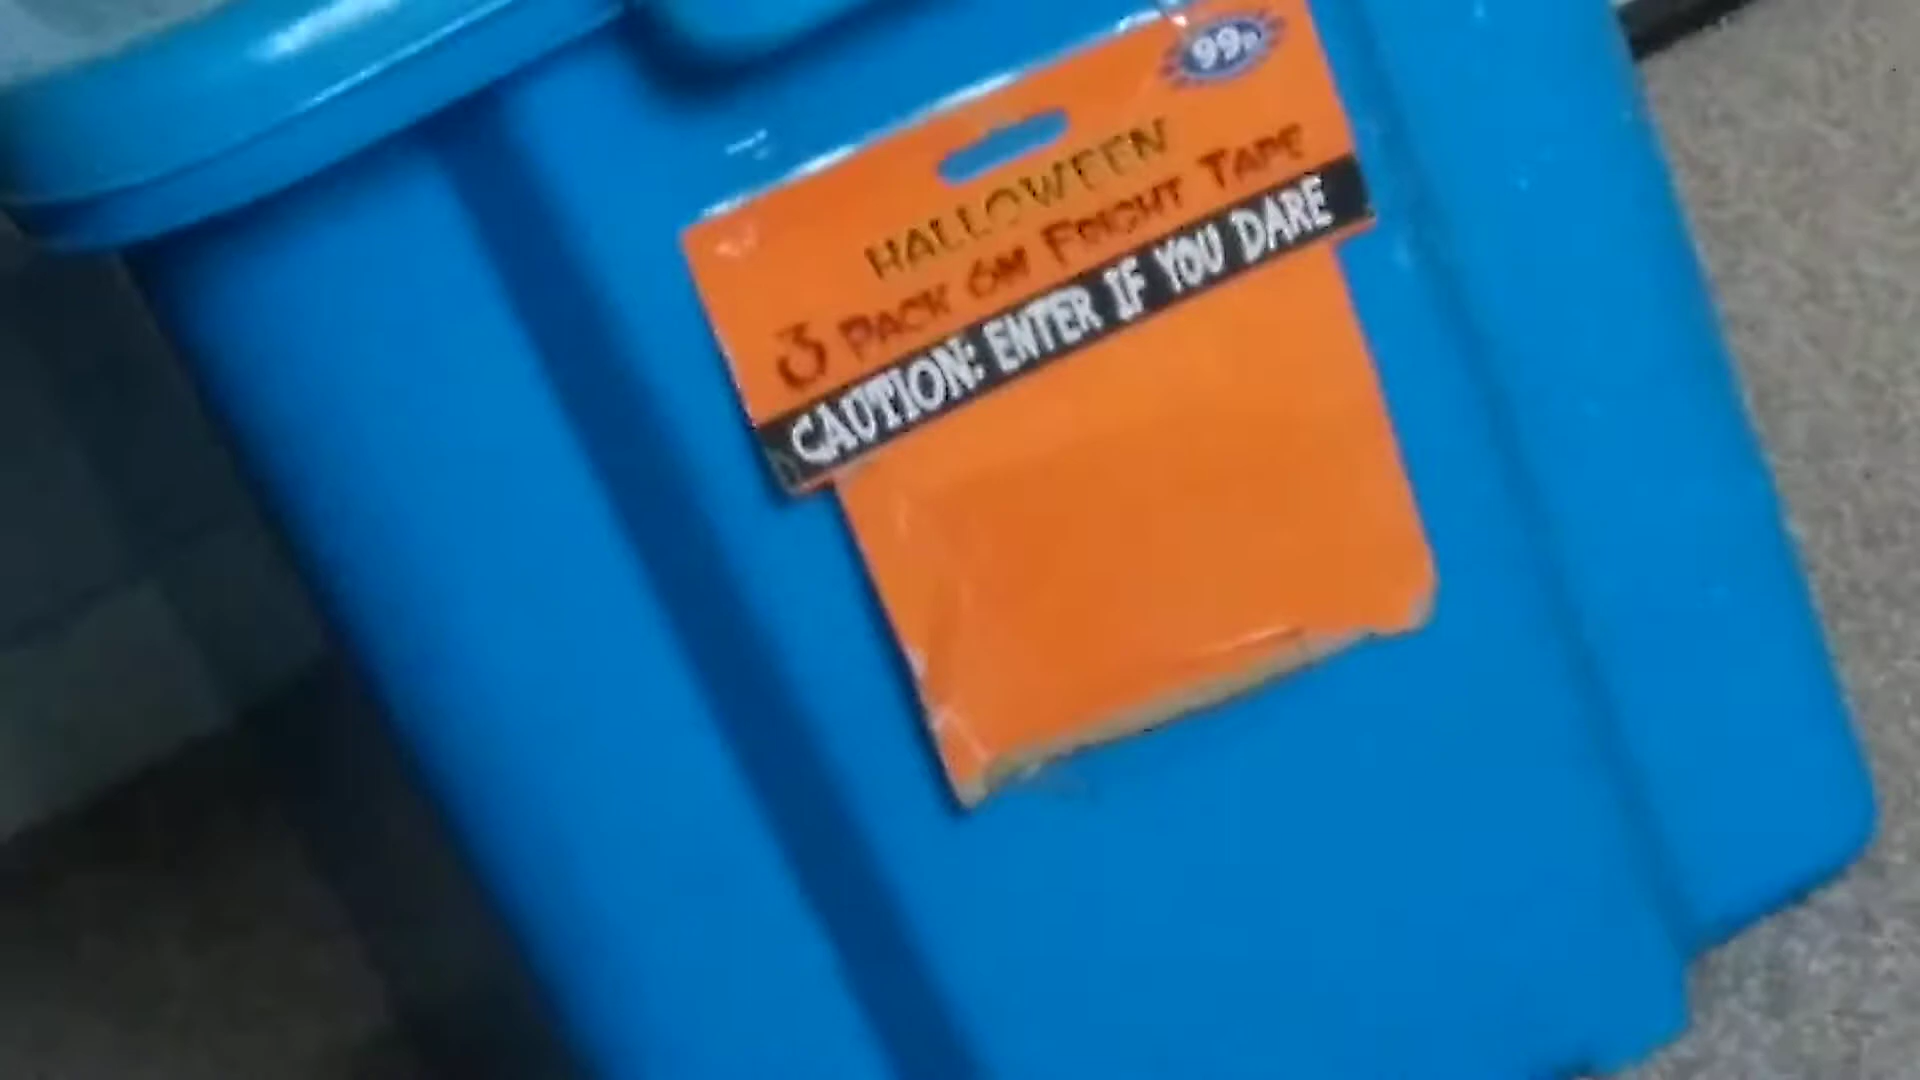 99p
HALLOWEEN
3 PACK 6M FRIGHT TAPE
CAUTION: ENTER IF YOU DARE